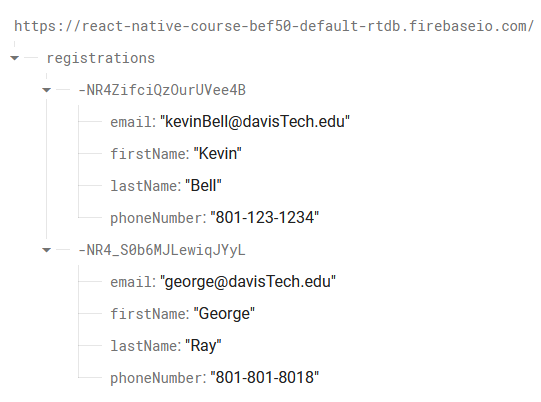 https://react-native-course-bef50-default-rtdb.firebaseio.com/
registrations
-NR4ZifciQzOurUVee4B
email: "kevinBell@davisTech.edu"
firstName: "Kevin"
lastName: "Bell"
phoneNumber: "801-123-1234"
-NR4_S0b6MJLewiqJYyL
email: "george@davisTech.edu"
firstName: "George"
lastName: "Ray"
phoneNumber: "801-801-8018"